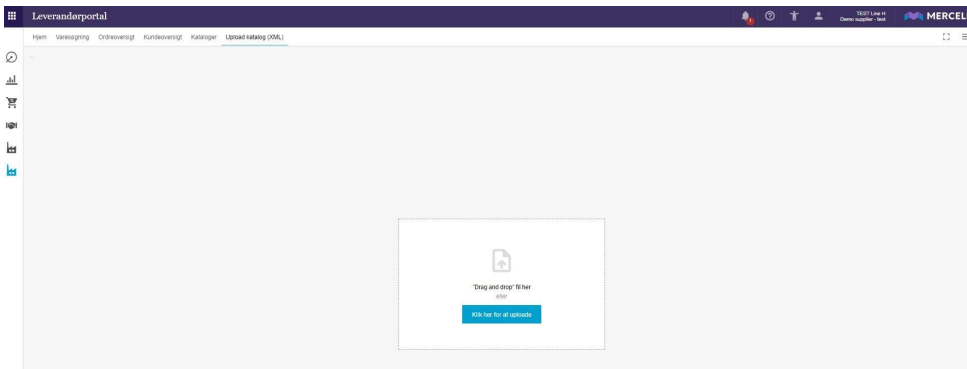 Leverandørportal
TEST Line H
Demo supplier - test
MERCELL
Hjem Varesøgning Ordreoversigt Kundeoversigt Kataloger Upload katalog (XML)
"Drag and drop" fil her
eller
Klik her for at uploade